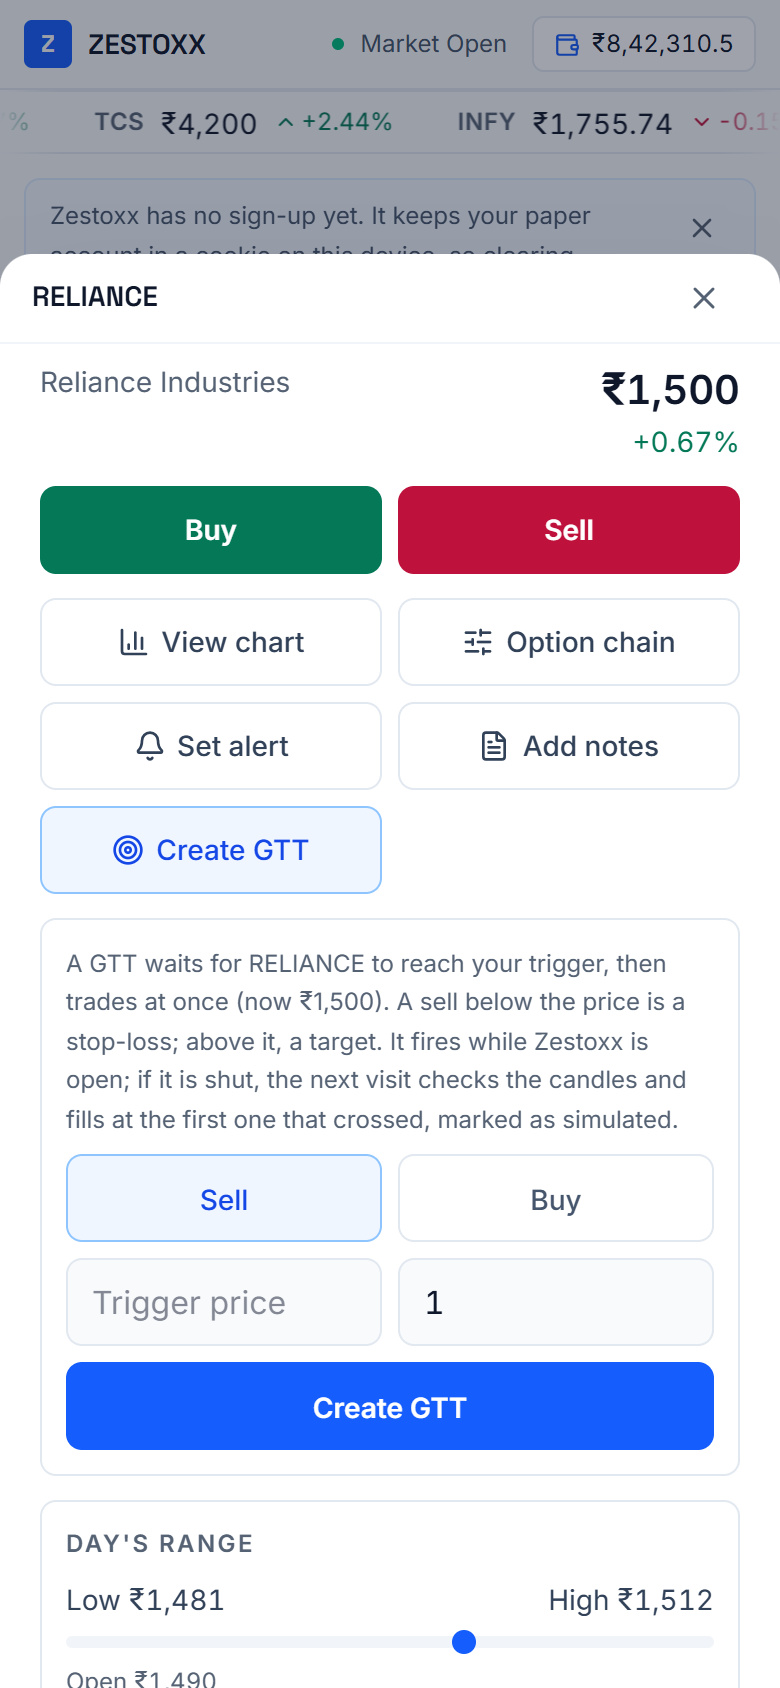 Z ZESTOXX Market Open ₹8,42,310.5
% TCS ₹4,200 +2.44% INFY ₹1,755.74 -0.1
Zestoxx has no sign-up yet. It keeps your paper
RELIANCE
Reliance Industries ₹1,500
+0.67%
Buy Sell
View chart Option chain
Set alert Add notes
Create GTT
A GTT waits for RELIANCE to reach your trigger, then
trades at once (now ₹1,500). A sell below the price is a
stop-loss; above it, a target. It fires while Zestoxx is
open; if it is shut, the next visit checks the candles and
fills at the first one that crossed, marked as simulated.
Sell Buy
Trigger price 1
Create GTT
DAY'S RANGE
Low ₹1,481 High ₹1,512
Open ₹1,490